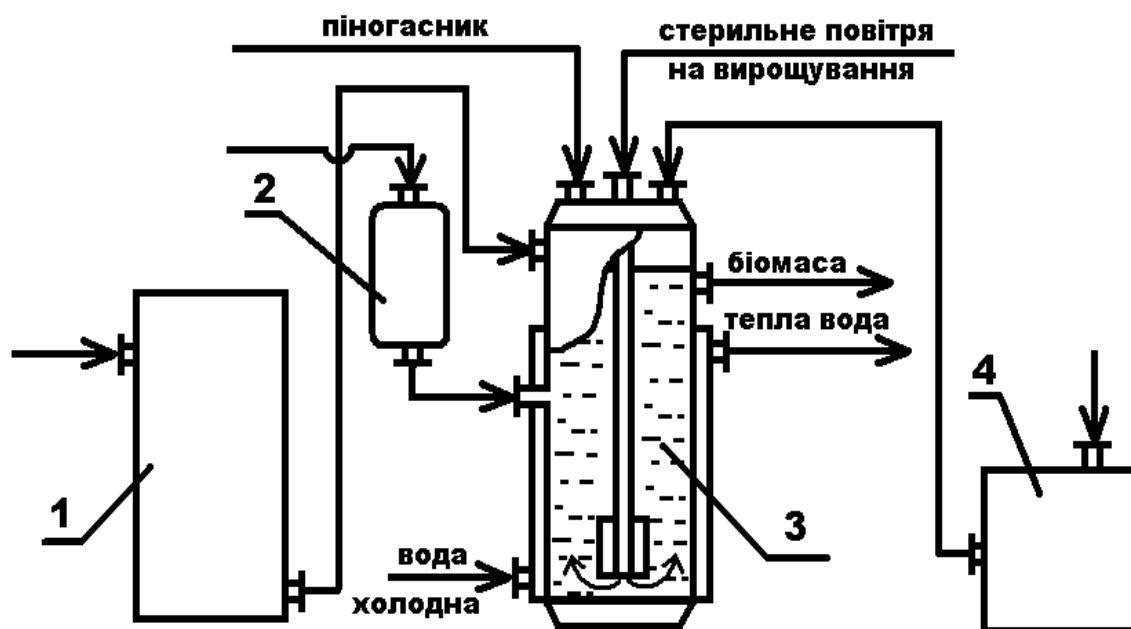 піногасник
стерильне повітря
на вирощування
2
біомаса
тепла вода
4
1
3
вода
холодна